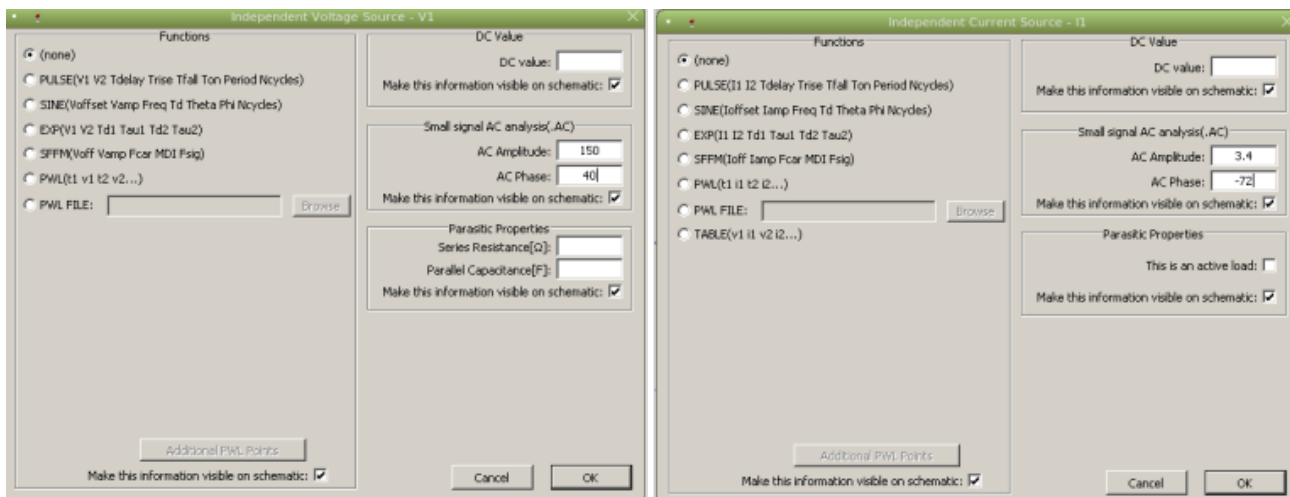 Independent Voltage Source - V1
Functions
(none)
PULSE(V1 V2 Tdelay Trise Tfall Ton Period Ncycles)
SINE(Voffset Vamp Freq Td Theta Phi Ncycles)
EXP(V1 V2 Td1 Tau1 Td2 Tau2)
SFFM(Voff Vamp Fcar MDI Fsig)
PWL(t1 v1 t2 v2...)
PWL FILE:
Browse
Additional PWL Points
Make this information visible on schematic:
DC Value
DC value:
Make this information visible on schematic:
Small signal AC analysis(.AC)
AC Amplitude: 150
AC Phase: 40
Make this information visible on schematic:
Parasitic Properties
Series Resistance[Ω]:
Parallel Capacitance[F]:
Make this information visible on schematic:
Cancel
OK
Independent Current Source - I1
Functions
(none)
PULSE(I1 I2 Tdelay Trise Tfall Ton Period Ncycles)
SINE(Ioffset Iamp Freq Td Theta Phi Ncycles)
EXP(I1 I2 Td1 Tau1 Td2 Tau2)
SFFM(Ioff Iamp Fcar MDI Fsig)
PWL(t1 i1 t2 i2...)
PWL FILE:
Browse
TABLE(v1 i1 v2 i2...)
Additional PWL Points
Make this information visible on schematic:
DC Value
DC value:
Make this information visible on schematic:
Small signal AC analysis(.AC)
AC Amplitude: 3.4
AC Phase: -72
Make this information visible on schematic:
Parasitic Properties
This is an active load:
Make this information visible on schematic:
Cancel
OK